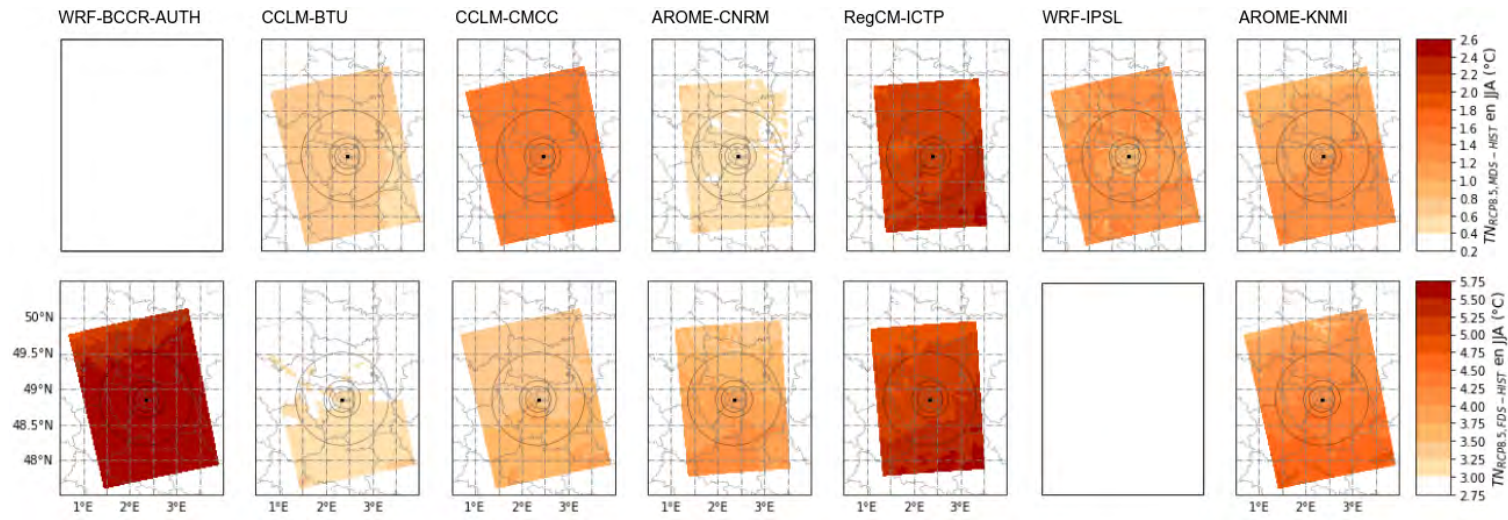 WRF-BCCR-AUTH CCLM-BTU CCLM-CMCC AROME-CNRM RegCM-ICTP WRF-IPSL AROME-KNMI
2.6
2.4
2.2
2.0
1.8
1.6
1.4
1.2
1.0
0.8
0.6
0.4
0.2
TN_RCP8.5,MDS−HIST en JJA (°C)
50°N
49.5°N
49°N
48.5°N
48°N
5.75
5.50
5.25
5.00
4.75
4.50
4.25
4.00
3.75
3.50
3.25
3.00
2.75
TN_RCP8.5,FDS−HIST en JJA (°C)
1°E 2°E 3°E 1°E 2°E 3°E 1°E 2°E 3°E 1°E 2°E 3°E 1°E 2°E 3°E 1°E 2°E 3°E 1°E 2°E 3°E